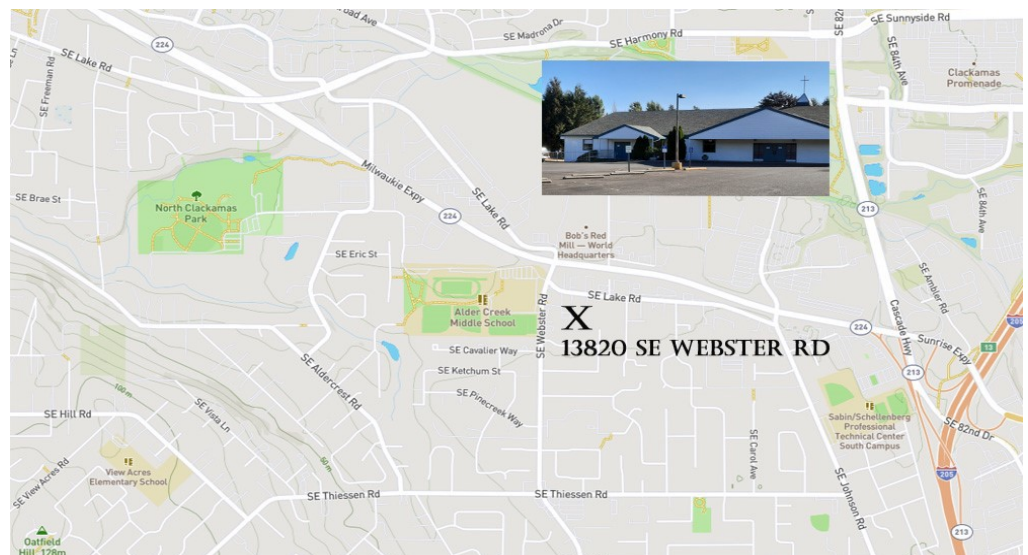 SE Sunnyside Rd
SE Madrona Dr
SE Harmony Rd
SE 82nd
SE 84th Ave
224
SE Lake Rd
SE Freeman Rd
Clackamas
Promenade
Milwaukie Expy
North Clackamas
Park
SE Brae St
224
SE Lake Rd
213
SE 84th Ave
Bob's Red
Mill — World
Headquarters
SE Eric St
SE Ambler Rd
SE Lake Rd
Alder Creek
Middle School
SE Webster Rd
X
13820 SE WEBSTER RD
Cascade Hwy
224
Sunrise Expy
205
13
SE Cavalier Way
SE Ketchum St
213
SE Aldercrest Rd
SE Pinecreek Way
100 m
SE Hill Rd
SE Vista Ln
Sabin/Schellenberg
Professional
Technical Center
South Campus
SE 82nd Dr
SE Carol Ave
50 m
View Acres
Elementary School
SE View Acres Rd
205
SE Thiessen Rd
SE Thiessen Rd
SE Johnson Rd
213
Oatfield
Hill 128m